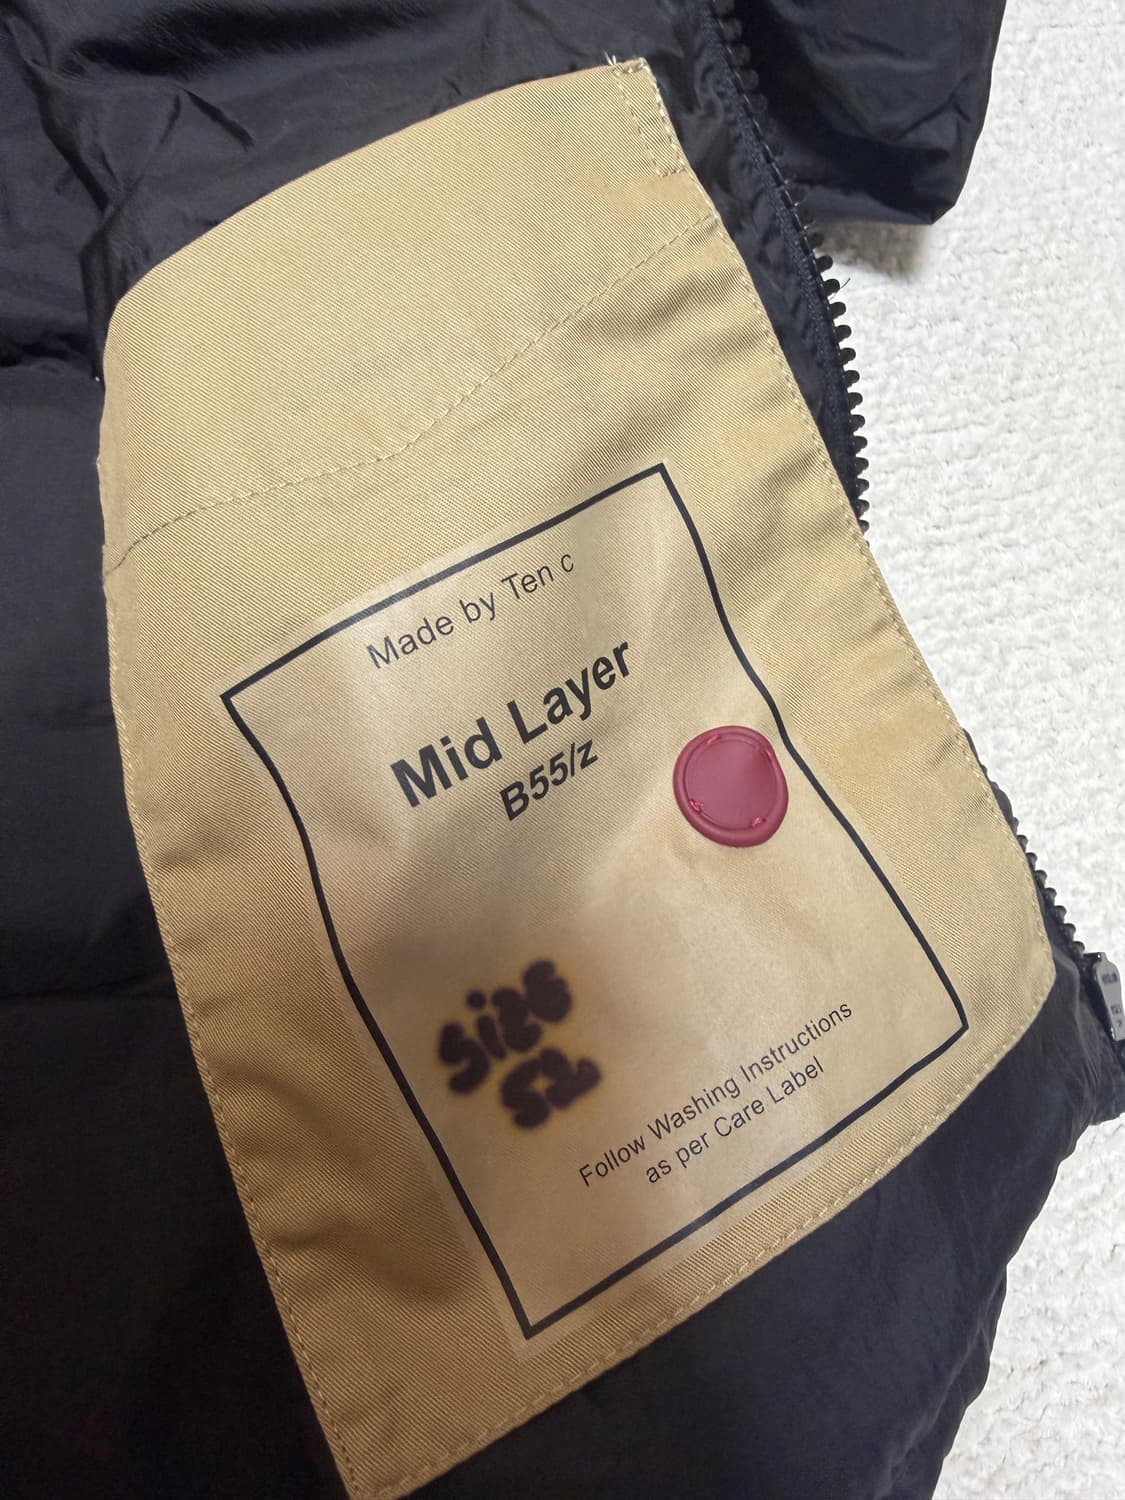 Made by Ten c
Mid Layer
B55/z
Size
52
Follow Washing Instructions
as per Care Label